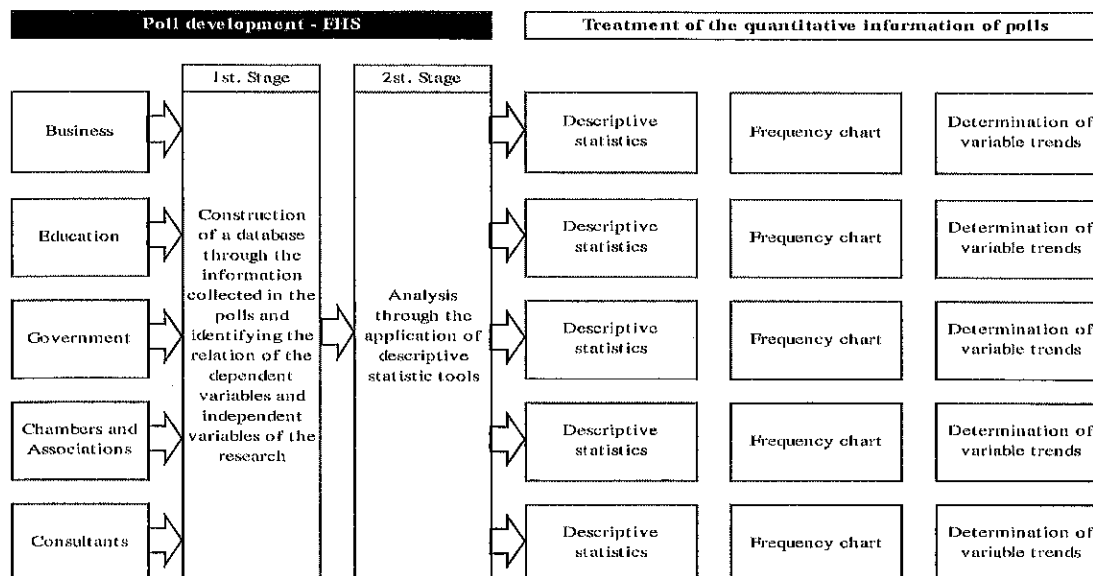 Poll development - EHS
Treatment of the quantitative information of polls
1st. Stage
2st. Stage
Business
Education
Government
Chambers and
Associations
Consultants
Construction
of a database
through the
information
collected in the
polls and
identifying the
relation of the
dependent
variables and
independent
variables of the
research
Analysis
through the
application of
descriptive
statistic tools
Descriptive
statistics
Frequency chart
Determination of
variable trends
Descriptive
statistics
Frequency chart
Determination of
variable trends
Descriptive
statistics
Frequency chart
Determination of
variable trends
Descriptive
statistics
Frequency chart
Determination of
variable trends
Descriptive
statistics
Frequency chart
Determination of
variable trends